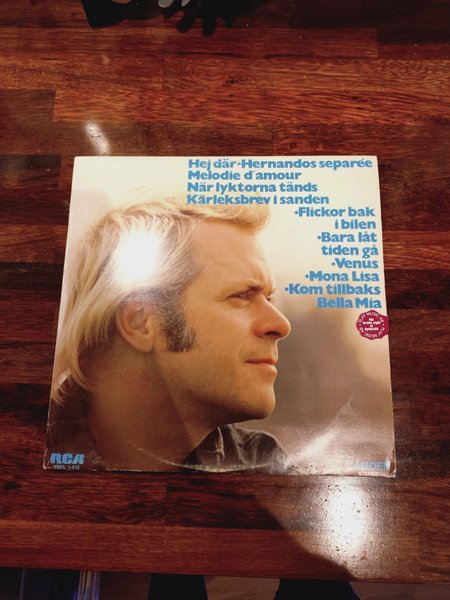 Hej där·Hernandos separée
Melodie d'amour
När lyktorna tänds
Kärleksbrev i sanden
·Flickor bak
i bilen
·Bara låt
tiden gå
·Venus
·Mona Lisa
·Kom tillbaks
Bella Mia
RCA
STEREO